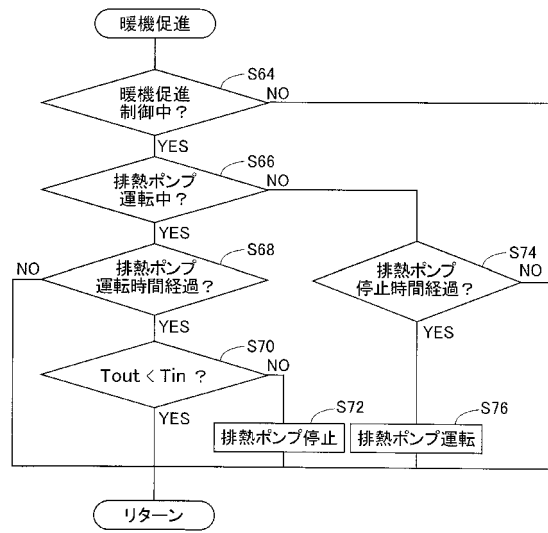 暖機促進
S64
暖機促進
制御中？
NO
YES
S66
排熱ポンプ
運転中？
NO
YES
S68
排熱ポンプ
運転時間経過？
NO
YES
S74
排熱ポンプ
停止時間経過？
NO
YES
S70
Tout < Tin ？
NO
YES
S72
排熱ポンプ停止
S76
排熱ポンプ運転
リターン